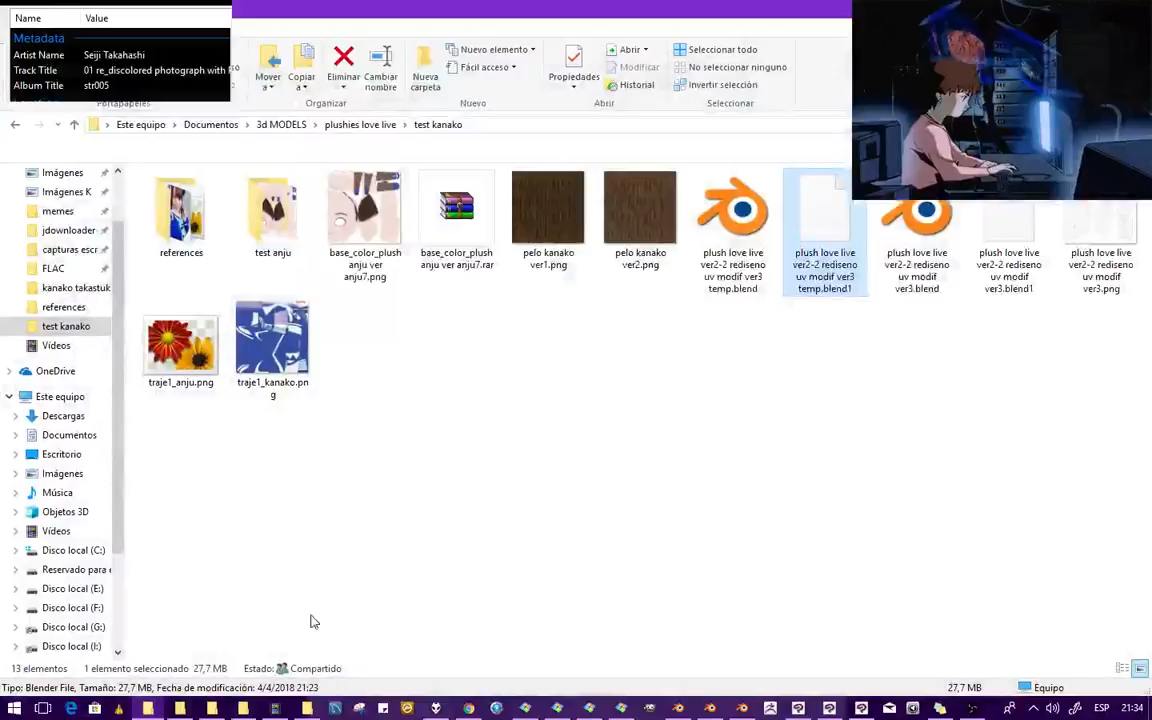 Name Value
Metadata
Artist Name Seiji Takahashi
Track Title 01 re_discolored photograph with
Album Title str005
Mover a
Copiar a
Eliminar
Cambiar nombre
Nueva carpeta
Nuevo elemento
Fácil acceso
Propiedades
Abrir
Modificar
Historial
Seleccionar todo
No seleccionar ninguno
Invertir selección
Portapapeles
Organizar
Nuevo
Abrir
Seleccionar
Este equipo
Documentos
3d MODELS
plushies love live
test kanako
Imágenes
Imágenes K
memes
jdownloader
capturas escr
FLAC
kanako takastuk
references
test kanako
Vídeos
OneDrive
Este equipo
Descargas
Documentos
Escritorio
Imágenes
Música
Objetos 3D
Vídeos
Disco local (C:)
Reservado para
Disco local (E:)
Disco local (F:)
Disco local (G:)
Disco local (I:)
references
test anju
base_color_plush
anju ver
anju7.png
base_color_plush
anju ver anju7.rar
pelo kanako
ver1.png
pelo kanako
ver2.png
plush love live
ver2-2 rediseno
uv modif ver3
temp.blend
plush love live
ver2-2 rediseno
uv modif ver3
temp.blend1
plush love live
ver2-2 rediseno
uv modif
ver3.blend
plush love live
ver2-2 rediseno
uv modif
ver3.blend1
plush love live
ver2-2 rediseno
uv modif
ver3.png
traje1_anju.png
traje1_kanako.pn
g
13 elementos 1 elemento seleccionado 27,7 MB Estado: Compartido
Tipo: Blender File, Tamaño: 27,7 MB, Fecha de modificación: 4/4/2018 21:23 27,7 MB Equipo
ESP 21:34